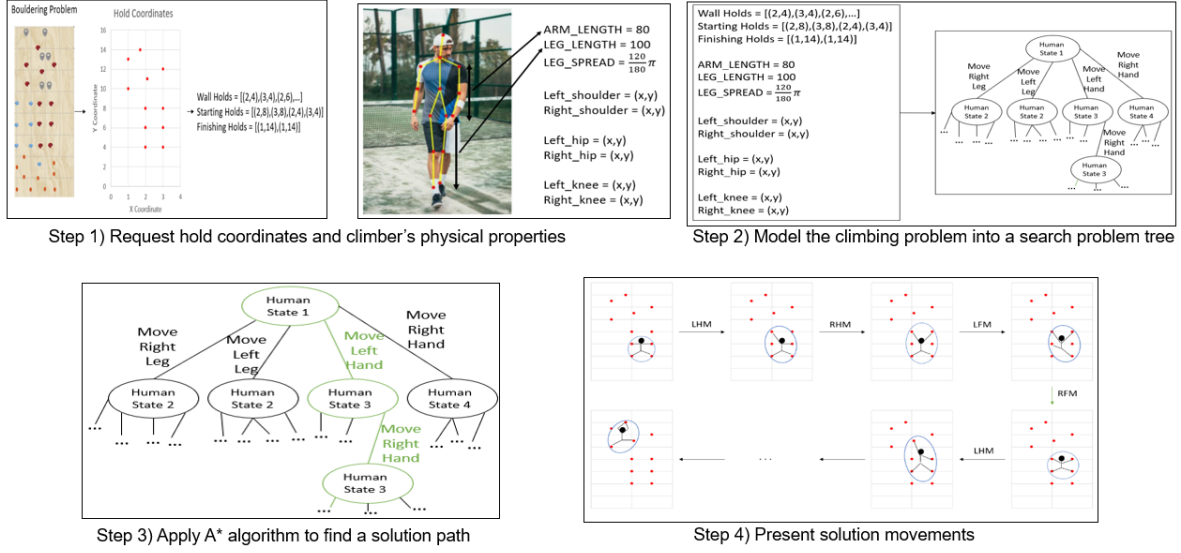 Bouldering Problem
Hold Coordinates
16
14
12
10
8
6
4
2
0
0 1 2 3 4
Y Coordinate
X Coordinate
Wall Holds = [(2,4),(3,4),(2,6),...]
Starting Holds = [(2,8),(3,8),(2,4),(3,4)]
Finishing Holds = [(1,14),(1,14)]
ARM_LENGTH = 80
LEG_LENGTH = 100
LEG_SPREAD = 120/180 π
Left_shoulder = (x,y)
Right_shoulder = (x,y)
Left_hip = (x,y)
Right_hip = (x,y)
Left_knee = (x,y)
Right_knee = (x,y)
Step 1) Request hold coordinates and climber's physical properties
Wall Holds = [(2,4),(3,4),(2,6),...]
Starting Holds = [(2,8),(3,8),(2,4),(3,4)]
Finishing Holds = [(1,14),(1,14)]
ARM_LENGTH = 80
LEG_LENGTH = 100
LEG_SPREAD = 120/180 π
Left_shoulder = (x,y)
Right_shoulder = (x,y)
Left_hip = (x,y)
Right_hip = (x,y)
Left_knee = (x,y)
Right_knee = (x,y)
Human
State 1
Move
Right
Leg
Move
Left
Leg
Move
Left
Hand
Move
Right
Hand
Human
State 2
Human
State 2
Human
State 3
Human
State 4
...
...
...
...
...
...
...
Move
Right
Hand
Human
State 3
...
...
...
Step 2) Model the climbing problem into a search problem tree
Human
State 1
Move
Right
Leg
Move
Left
Leg
Move
Left
Hand
Move
Right
Hand
Human
State 2
Human
State 2
Human
State 3
Human
State 4
...
...
...
...
...
...
...
Move
Right
Hand
Human
State 3
...
...
...
Step 3) Apply A* algorithm to find a solution path
LHM
RHM
LFM
RFM
LHM
...
Step 4) Present solution movements